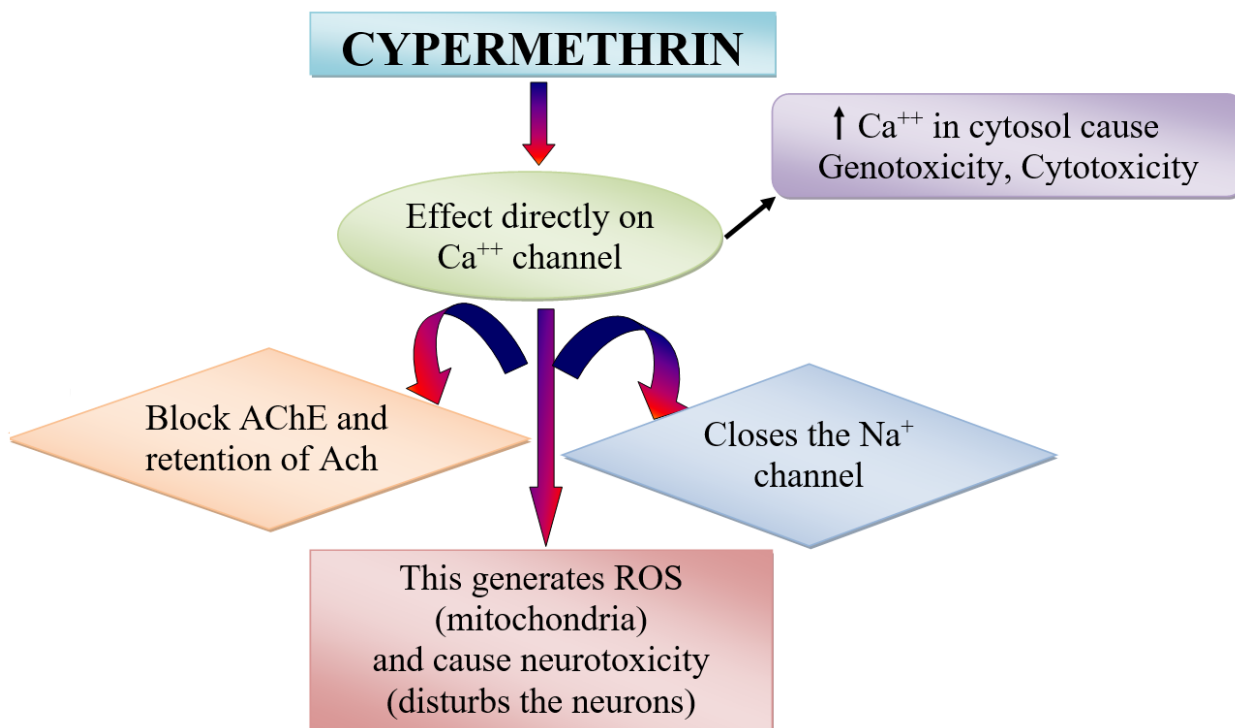 CYPERMETHRIN
↑ Ca⁺⁺ in cytosol cause
Genotoxicity, Cytotoxicity
Effect directly on
Ca⁺⁺ channel
Block AChE and
retention of Ach
Closes the Na⁺
channel
This generates ROS
(mitochondria)
and cause neurotoxicity
(disturbs the neurons)